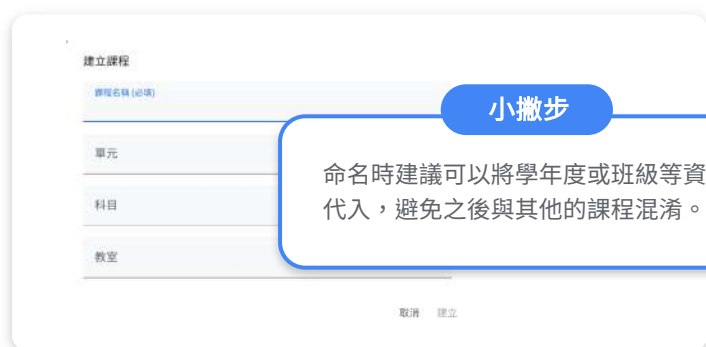 建立課程
課程名稱 (必填)
單元
科目
教室
取消 建立
小撇步
命名時建議可以將學年度或班級等資
代入，避免之後與其他的課程混淆。